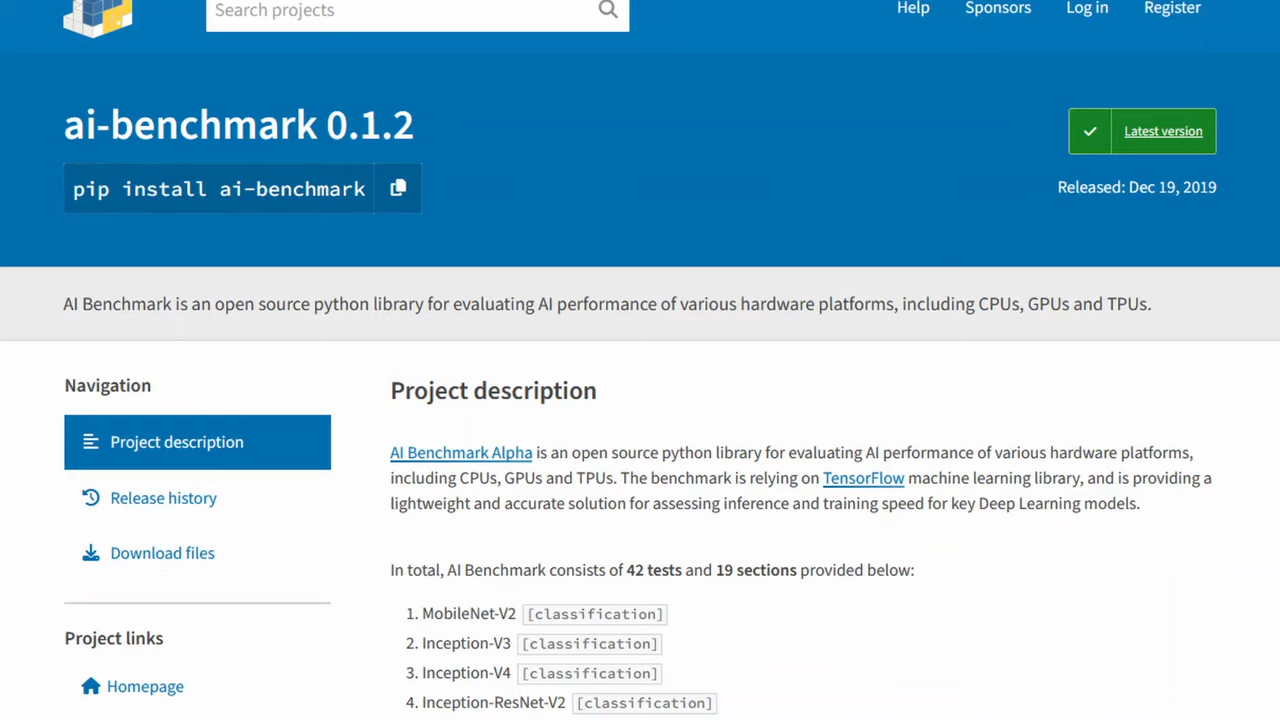 Search projects
Help
Sponsors
Log in
Register
ai-benchmark 0.1.2
Latest version
pip install ai-benchmark
Released: Dec 19, 2019
AI Benchmark is an open source python library for evaluating AI performance of various hardware platforms, including CPUs, GPUs and TPUs.
Navigation
Project description
Release history
Download files
Project links
Homepage
Project description
AI Benchmark Alpha is an open source python library for evaluating AI performance of various hardware platforms,
including CPUs, GPUs and TPUs. The benchmark is relying on TensorFlow machine learning library, and is providing a
lightweight and accurate solution for assessing inference and training speed for key Deep Learning models.
In total, AI Benchmark consists of 42 tests and 19 sections provided below:
1. MobileNet-V2 [classification]
2. Inception-V3 [classification]
3. Inception-V4 [classification]
4. Inception-ResNet-V2 [classification]